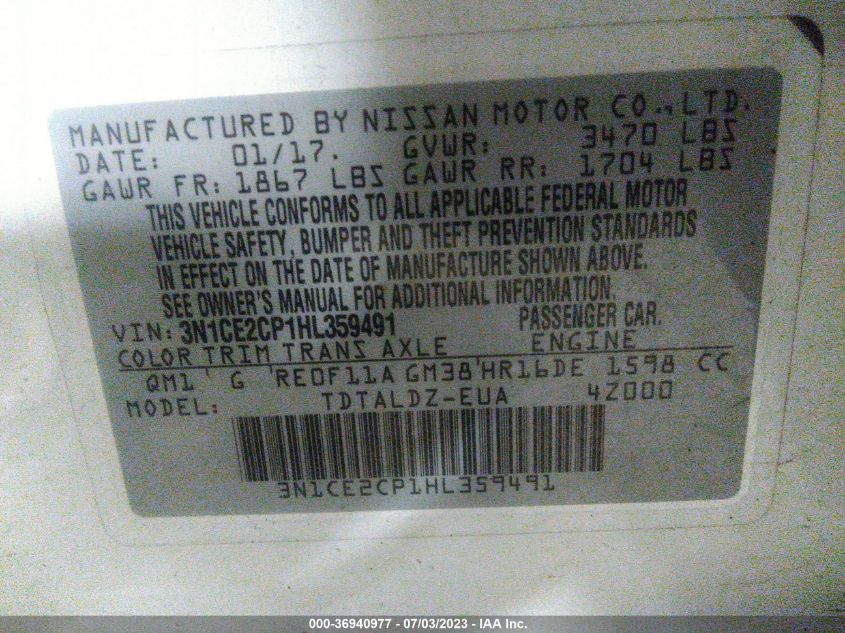 MANUFACTURED BY NISSAN MOTOR CO., LTD.
DATE: 01/17. GVWR: 3470 LBS
GAWR FR: 1867 LBS GAWR RR: 1704 LBS
THIS VEHICLE CONFORMS TO ALL APPLICABLE FEDERAL MOTOR
VEHICLE SAFETY, BUMPER AND THEFT PREVENTION STANDARDS
IN EFFECT ON THE DATE OF MANUFACTURE SHOWN ABOVE.
SEE OWNER'S MANUAL FOR ADDITIONAL INFORMATION.
VIN: 3N1CE2CP1HL359491 PASSENGER CAR.
COLOR TRIM TRANS AXLE ENGINE
QM1 ' G 'RE0F11A GM38'HR16DE 1598 CC
MODEL: TDTALDZ-EUA 4Z000
3N1CE2CP1HL359491
000-36940977 - 07/03/2023 - IAA Inc.